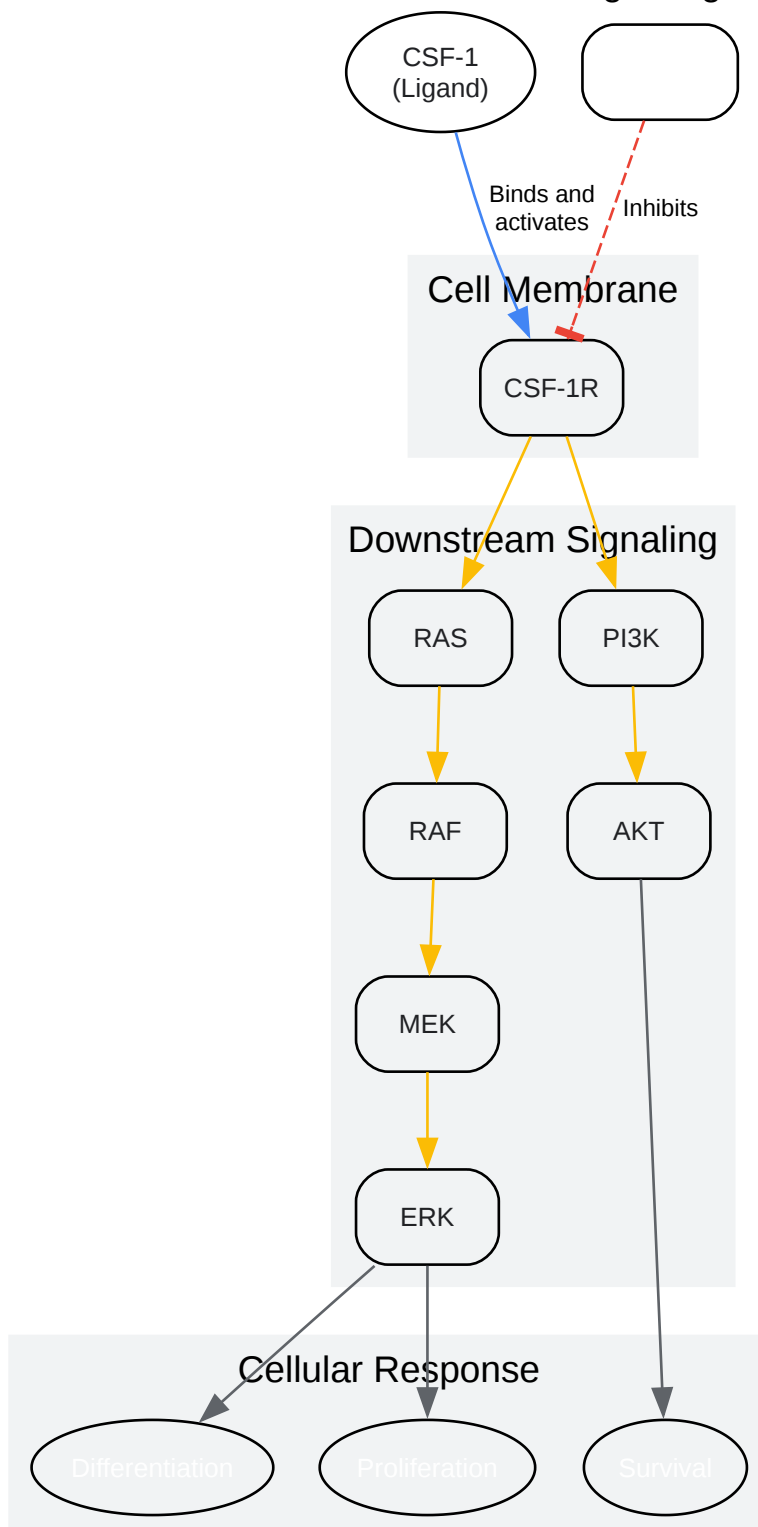 CSF-1
(Ligand)
Binds and
activates
Inhibits
Cell Membrane
CSF-1R
Downstream Signaling
RAS
PI3K
RAF
AKT
MEK
ERK
Cellular Response
Differentiation
Proliferation
Survival